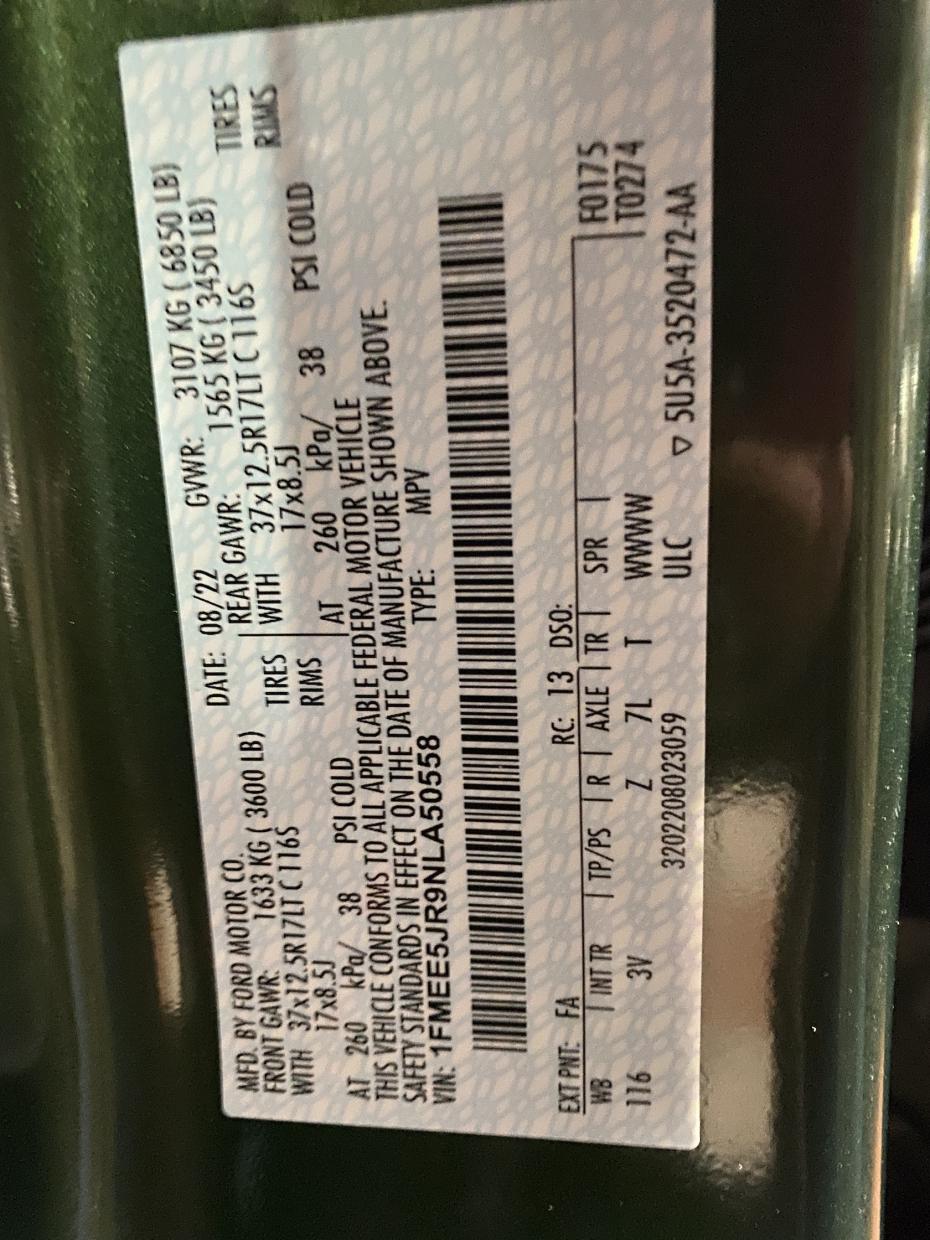 MFD. BY FORD MOTOR CO. DATE: 08/22 GVWR: 3107 KG ( 6850 LB)
FRONT GAWR: 1633 KG ( 3600 LB) REAR GAWR: 1565 KG ( 3450 LB)
WITH 37x12.5R17LT C 116S TIRES WITH 37x12.5R17LT C 116S TIRES
17x8.5J RIMS 17x8.5J RIMS
AT 260 kPa/ 38 PSI COLD AT 260 kPa/ 38 PSI COLD
THIS VEHICLE CONFORMS TO ALL APPLICABLE FEDERAL MOTOR VEHICLE
SAFETY STANDARDS IN EFFECT ON THE DATE OF MANUFACTURE SHOWN ABOVE.
VIN: 1FMEE5JR9NLA50558 TYPE: MPV
EXT PNT: FA RC: 13 DSO:
WB INT TR TP/PS R AXLE TR SPR F0175
116 3V Z 7L T WWWW T0274
3202208023059 ULC ▽ 5U5A-3520472-AA